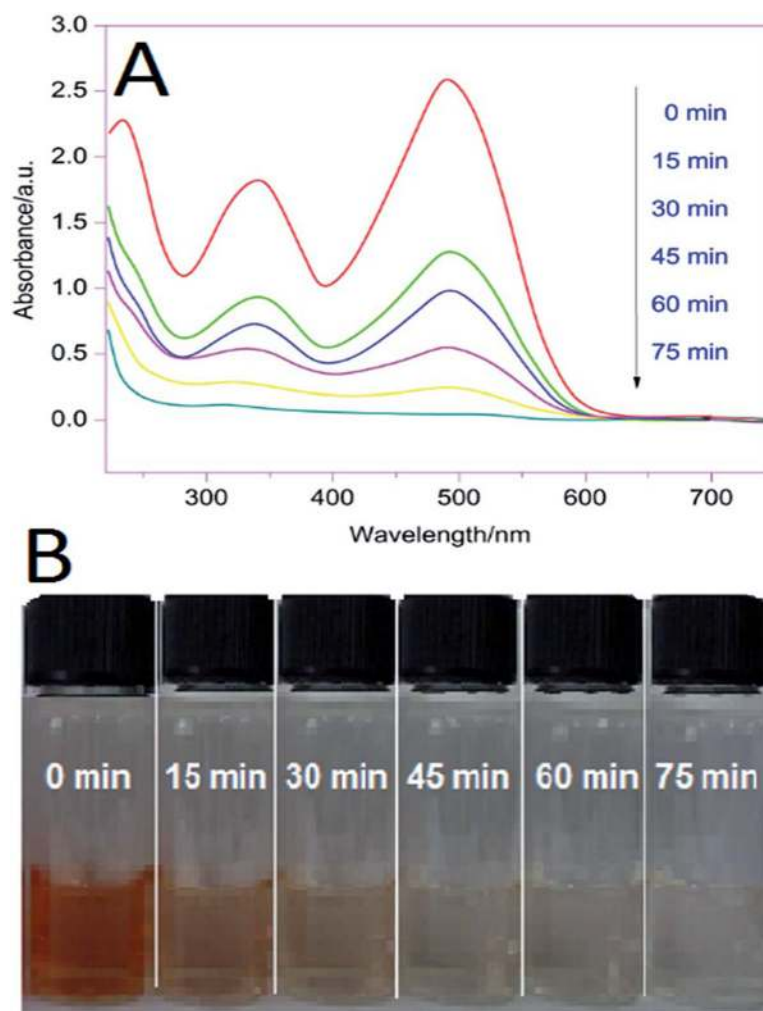 A
Absorbance/a.u.
3.0
2.5
2.0
1.5
1.0
0.5
0.0
0 min
15 min
30 min
45 min
60 min
75 min
300
400
500
600
700
Wavelength/nm
B
0 min
15 min
30 min
45 min
60 min
75 min